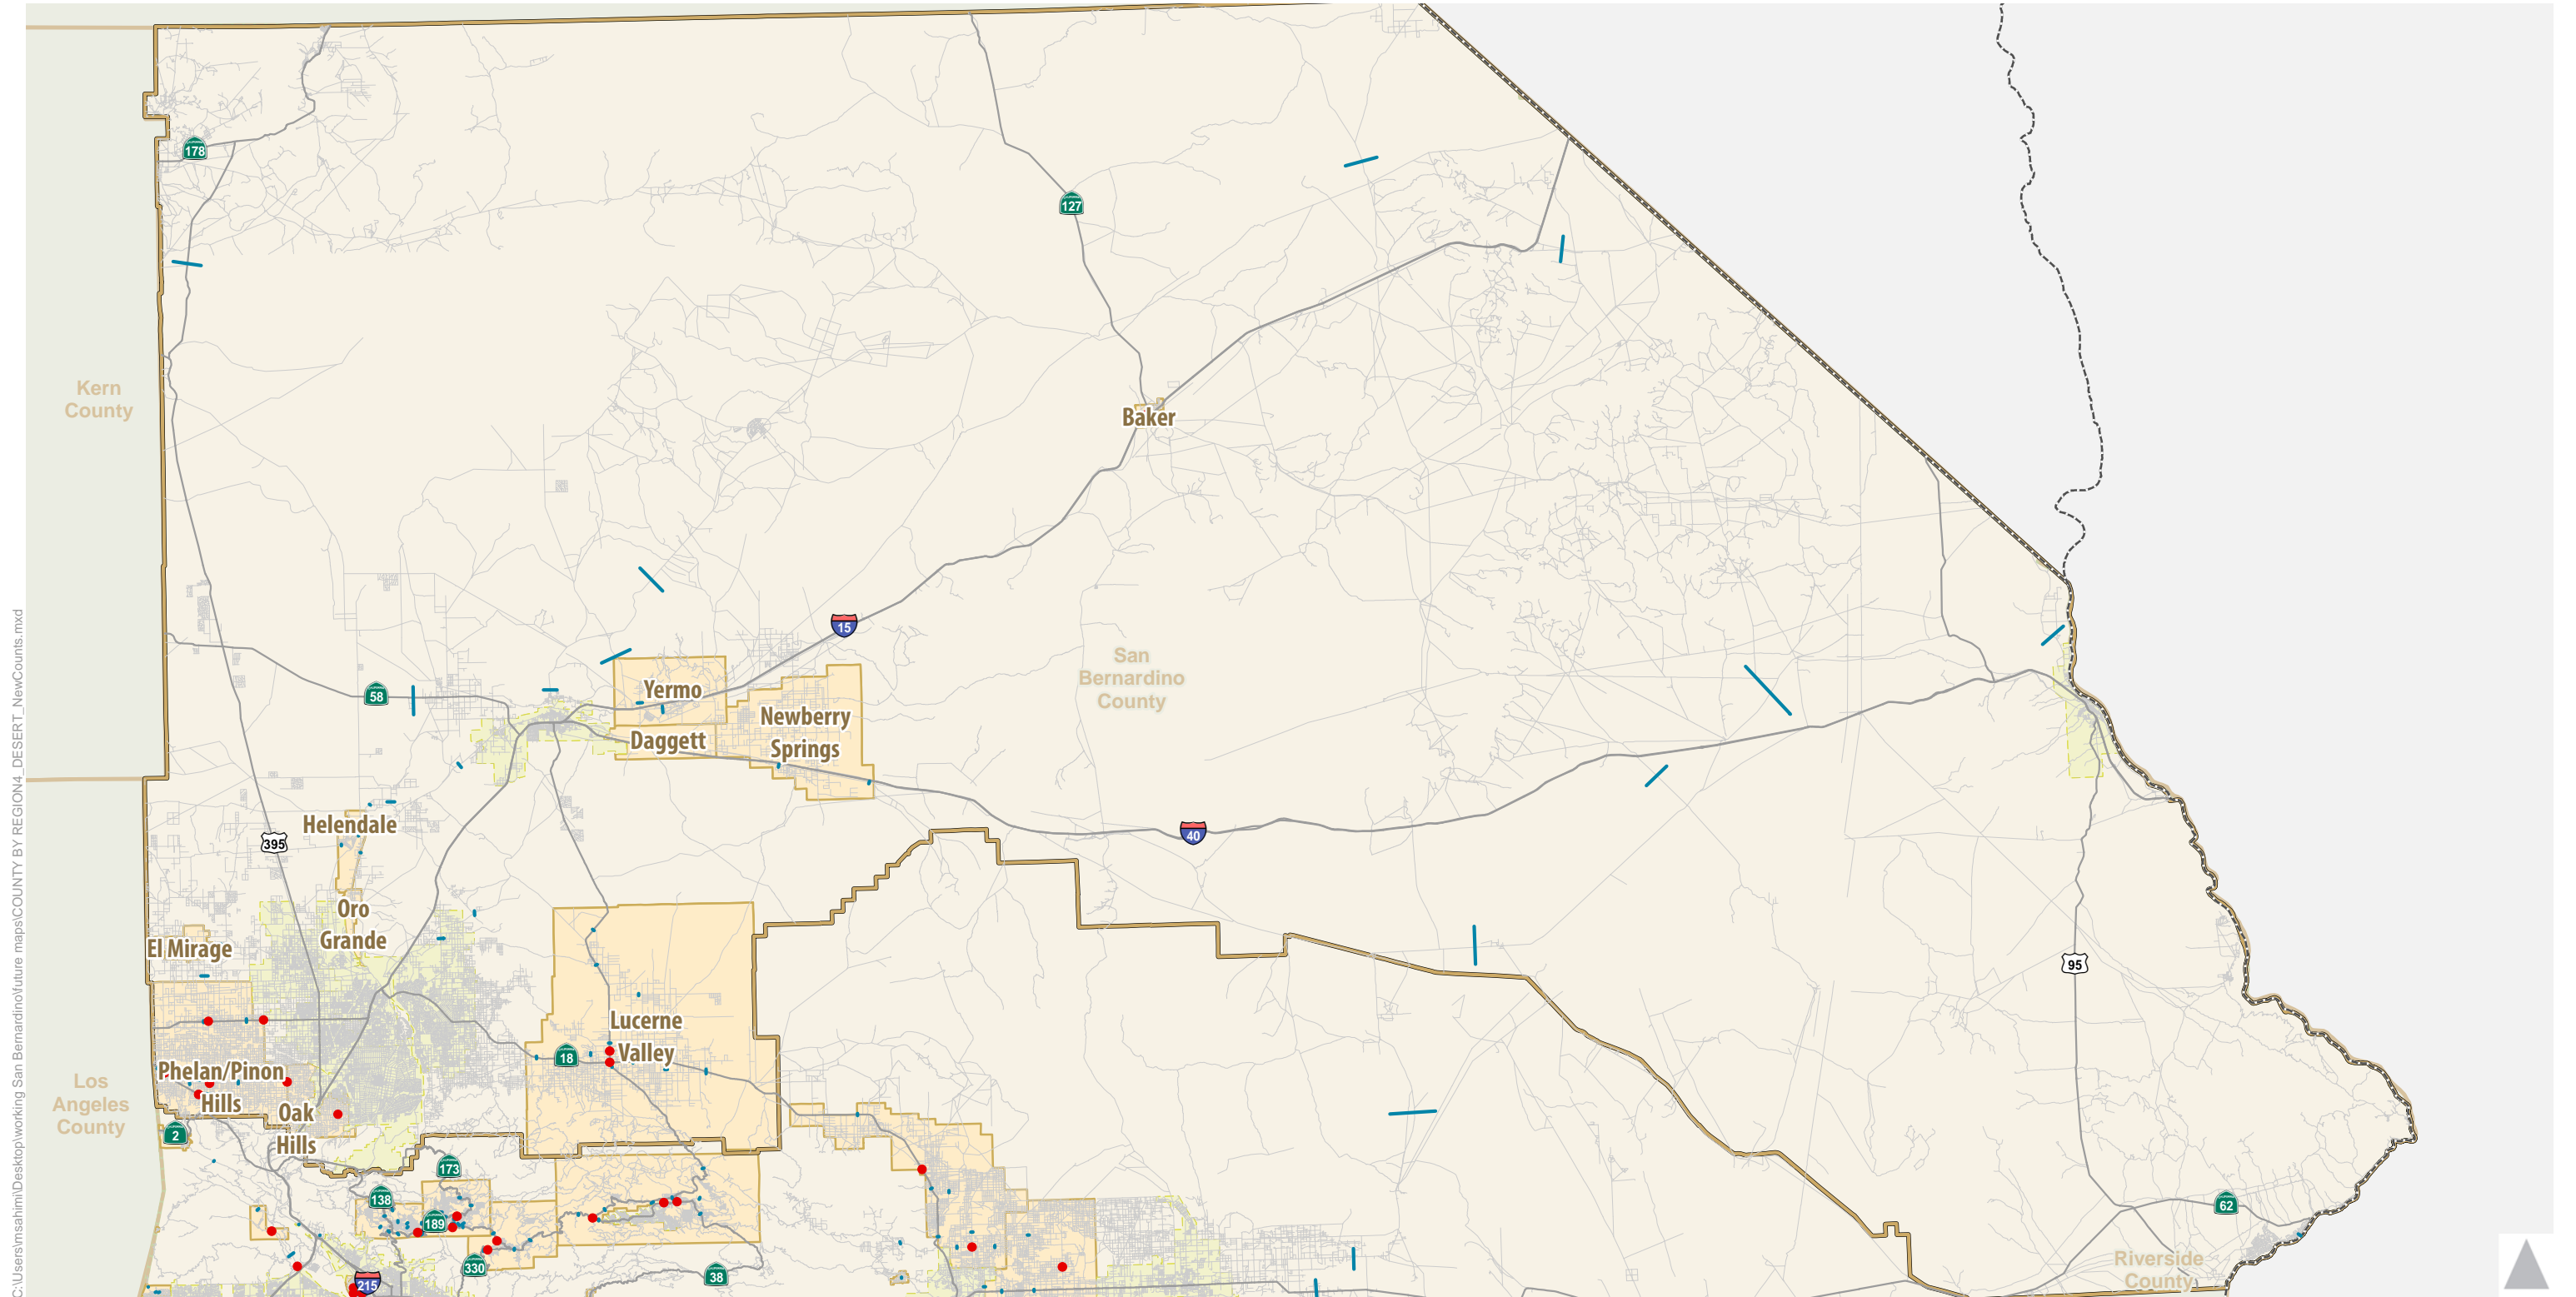 178
127
Kern
County
Baker
15
San
Bernardino
County
58
Yermo
Newberry
Springs
Daggett
Helendale
395
40
Oro
Grande
El Mirage
95
Lucerne
Valley
18
Phelan/Pinon
Hills
Los
Angeles
County
Oak
Hills
2
173
138
189
62
330
38
215
Riverside
County
C:\Users\msahimi\Desktop\working San Bernardino\future maps\COUNTY BY REGION4_DESERT_NewCounts.mxd